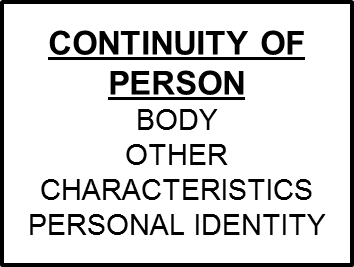 CONTINUITY OF
PERSON
BODY
OTHER
CHARACTERISTICS
PERSONAL IDENTITY